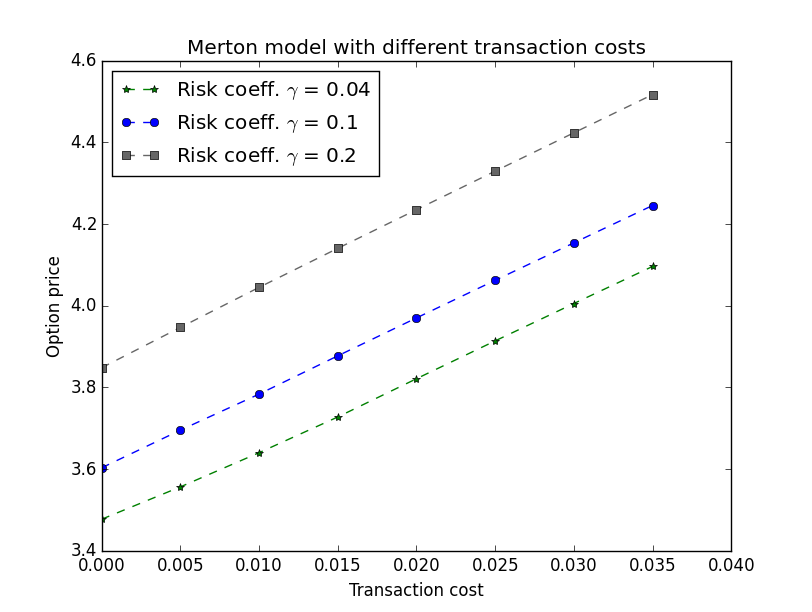 Merton model with different transaction costs
Risk coeff. γ = 0.04
Risk coeff. γ = 0.1
Risk coeff. γ = 0.2
4.6
4.4
4.2
4.0
3.8
3.6
3.4
Option price
0.000 0.005 0.010 0.015 0.020 0.025 0.030 0.035 0.040
Transaction cost